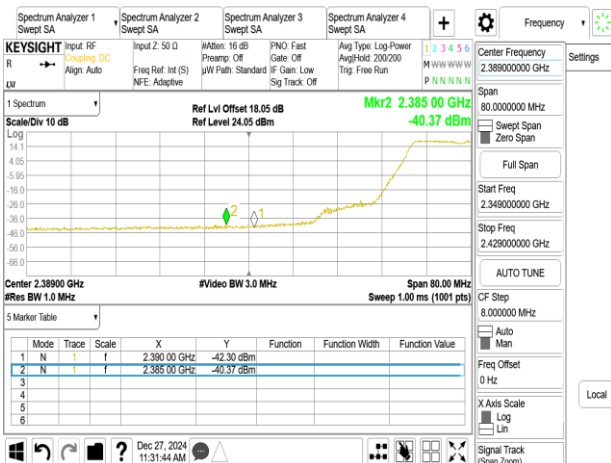 Spectrum Analyzer 1
Swept SA
Spectrum Analyzer 2
Swept SA
Spectrum Analyzer 3
Swept SA
Spectrum Analyzer 4
Swept SA
+
Frequency
KEYSIGHT
R
Input: RF
Coupling: DC
Align: Auto
Input Z: 50 Ω
Freq Ref: Int (S)
NFE: Adaptive
#Atten: 16 dB
Preamp: Off
µW Path: Standard
PNO: Fast
Gate: Off
IF Gain: Low
Sig Track: Off
Avg Type: Log-Power
Avg|Hold: 200/200
Trig: Free Run
1 2 3 4 5 6
M W W W W W
P N N N N N
1 Spectrum
Scale/Div 10 dB
Ref Lvl Offset 18.05 dB
Ref Level 24.05 dBm
Mkr2 2.385 00 GHz
-40.37 dBm
Log
14.1
4.05
-5.95
-16.0
-26.0
-36.0
-46.0
-56.0
-66.0
2
1
Center 2.38900 GHz
#Res BW 1.0 MHz
#Video BW 3.0 MHz
Span 80.00 MHz
Sweep 1.00 ms (1001 pts)
5 Marker Table
Mode Trace Scale X Y Function Function Width Function Value
1 N 1 f 2.390 00 GHz -42.30 dBm
2 N 1 f 2.385 00 GHz -40.37 dBm
3
4
5
6
?
Dec 27, 2024
11:31:44 AM
Center Frequency
2.389000000 GHz
Span
80.0000000 MHz
Swept Span
Zero Span
Full Span
Start Freq
2.349000000 GHz
Stop Freq
2.429000000 GHz
AUTO TUNE
CF Step
8.000000 MHz
Auto
Man
Freq Offset
0 Hz
X Axis Scale
Log
Lin
Signal Track
(Span Zoom)
Settings
Local